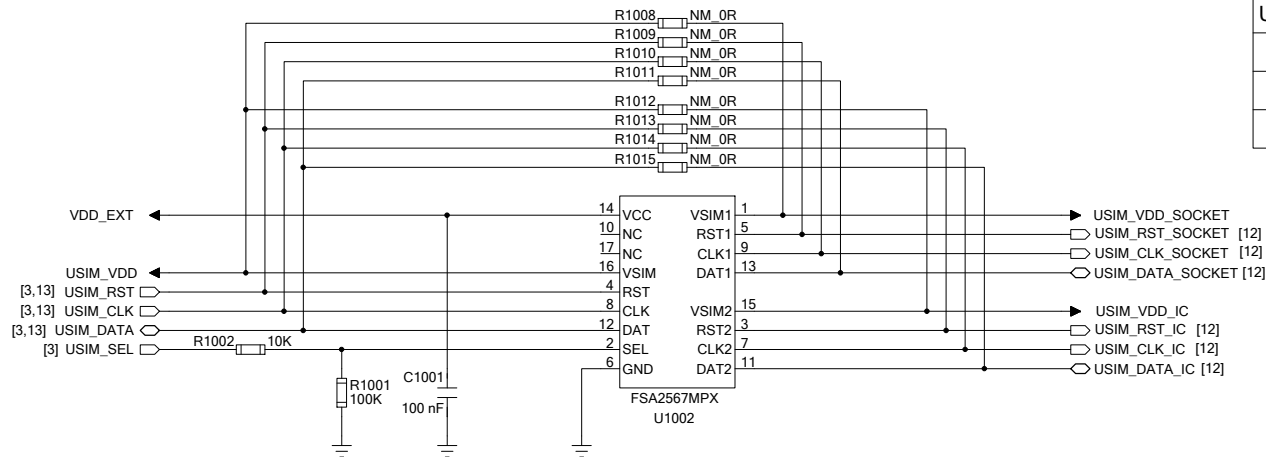 R1008 NM_0R
R1009 NM_0R
R1010 NM_0R
R1011 NM_0R
R1012 NM_0R
R1013 NM_0R
R1014 NM_0R
R1015 NM_0R
U
VDD_EXT 14 VCC VSIM1 1 USIM_VDD_SOCKET
10 NC RST1 5 USIM_RST_SOCKET [12]
17 NC CLK1 9 USIM_CLK_SOCKET [12]
USIM_VDD 16 VSIM DAT1 13 USIM_DATA_SOCKET [12]
[3,13] USIM_RST 4 RST
[3,13] USIM_CLK 8 CLK VSIM2 15 USIM_VDD_IC
[3,13] USIM_DATA 12 DAT RST2 3 USIM_RST_IC [12]
[3] USIM_SEL R1002 10K 2 SEL CLK2 7 USIM_CLK_IC [12]
6 GND DAT2 11 USIM_DATA_IC [12]
R1001
100K
C1001
100 nF
FSA2567MPX
U1002